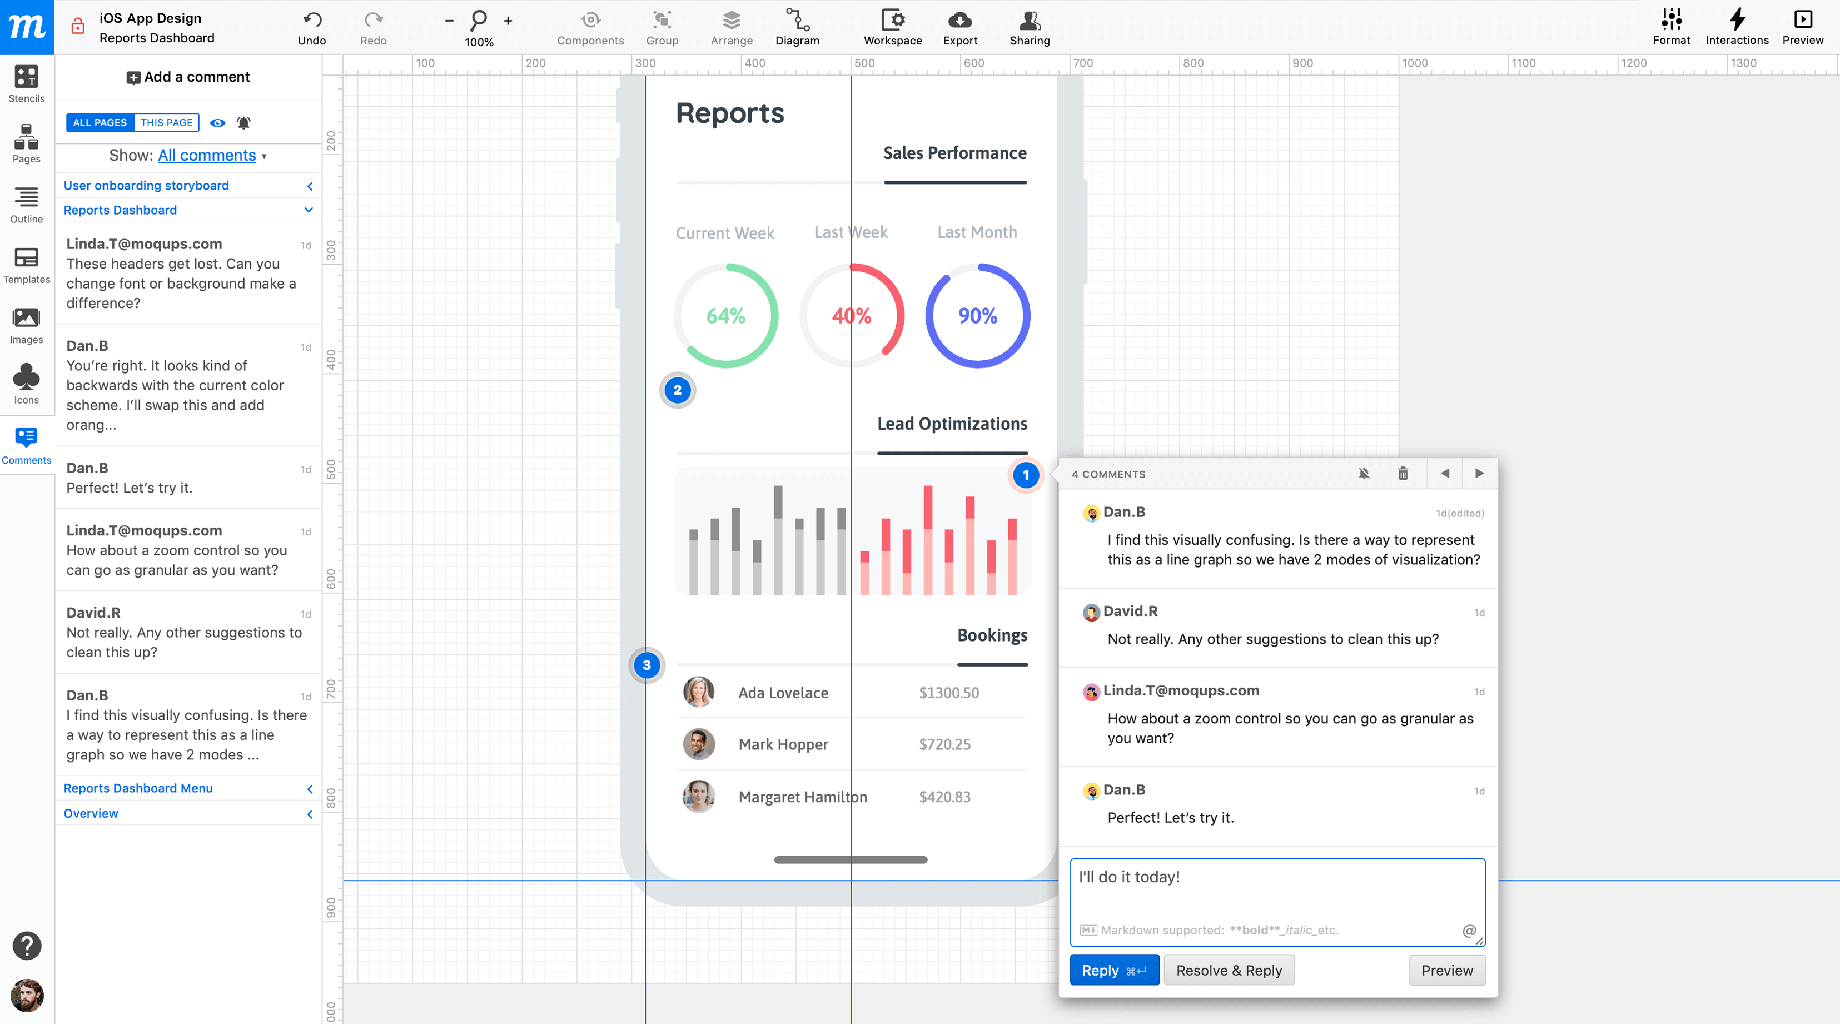 m
iOS App Design
Reports Dashboard
Undo
Redo
- +
100%
Components
Group
Arrange
Diagram
Workspace
Export
Sharing
Format
Interactions
Preview
Stencils
Pages
Outline
Templates
Images
Icons
Comments
Add a comment
ALL PAGES THIS PAGE
Show: All comments
User onboarding storyboard
Reports Dashboard
Linda.T@moqups.com 1d
These headers get lost. Can you
change font or background make a
difference?
Dan.B 1d
You're right. It looks kind of
backwards with the current color
scheme. I'll swap this and add
orang...
Dan.B 1d
Perfect! Let's try it.
Linda.T@moqups.com 1d
How about a zoom control so you
can go as granular as you want?
David.R 1d
Not really. Any other suggestions to
clean this up?
Dan.B 1d
I find this visually confusing. Is there
a way to represent this as a line
graph so we have 2 modes ...
Reports Dashboard Menu
Overview
?
100 200 300 400 500 600 700 800 900 1000 1100 1200 1300
200
300
400
500
600
700
800
900
000
Reports
Sales Performance
Current Week Last Week Last Month
64% 40% 90%
2
Lead Optimizations
1
Bookings
3
Ada Lovelace $1300.50
Mark Hopper $720.25
Margaret Hamilton $420.83
4 COMMENTS
Dan.B 1d(edited)
I find this visually confusing. Is there a way to represent
this as a line graph so we have 2 modes of visualization?
David.R 1d
Not really. Any other suggestions to clean this up?
Linda.T@moqups.com 1d
How about a zoom control so you can go as granular as
you want?
Dan.B 1d
Perfect! Let's try it.
I'll do it today!
Markdown supported: **bold**_italic_etc. @
Reply ⌘↩
Resolve & Reply
Preview